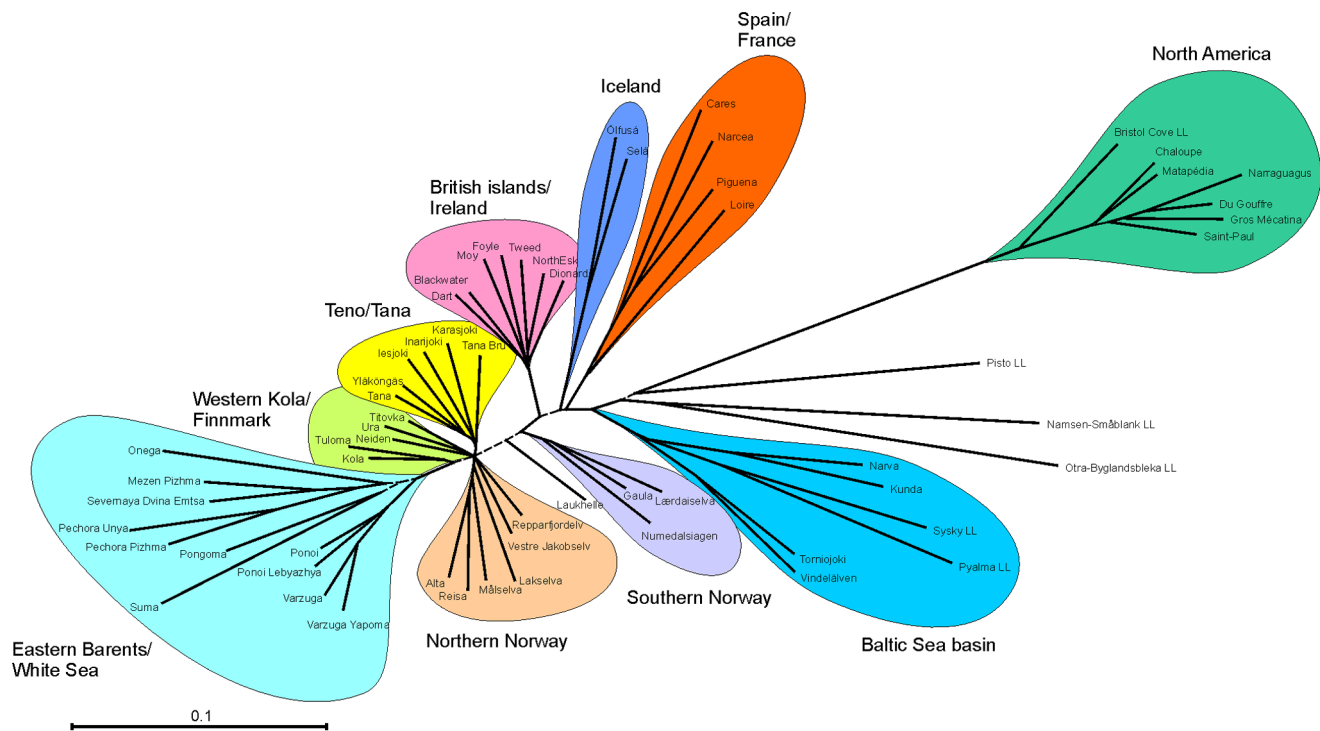 Spain/
France
North America
Iceland
Cares
Ölfusá
Narcea
Selá
Bristol Cove LL
Chaloupe
Matapédia
Narraguagus
Piguena
Du Gouffre
Loire
Gros Mécatina
Saint-Paul
British islands/
Ireland
Foyle
Tweed
Moy
NorthEsk
Dionard
Blackwater
Dart
Teno/Tana
Karasjoki
Inarijoki
Tana Bru
Iesjoki
Yläköngäs
Tana
Pisto LL
Western Kola/
Finnmark
Titovka
Ura
Neiden
Tuloma
Kola
Namsen-Småblank LL
Otra-Byglandsbleka LL
Onega
Mezen Pizhma
Severnaya Dvina Emtsa
Pechora Unya
Pechora Pizhma
Pongoma
Ponoi
Ponoi Lebyazhya
Suma
Varzuga
Varzuga Yapoma
Eastern Barents/
White Sea
Laukhelle
Repparfjordelv
Vestre Jakobselv
Alta
Reisa
Målselva
Lakselva
Northern Norway
Gaula
Lærdalselva
Numedalslagen
Southern Norway
Narva
Kunda
Sysky LL
Torniojoki
Pyalma LL
Vindelälven
Baltic Sea basin
0.1